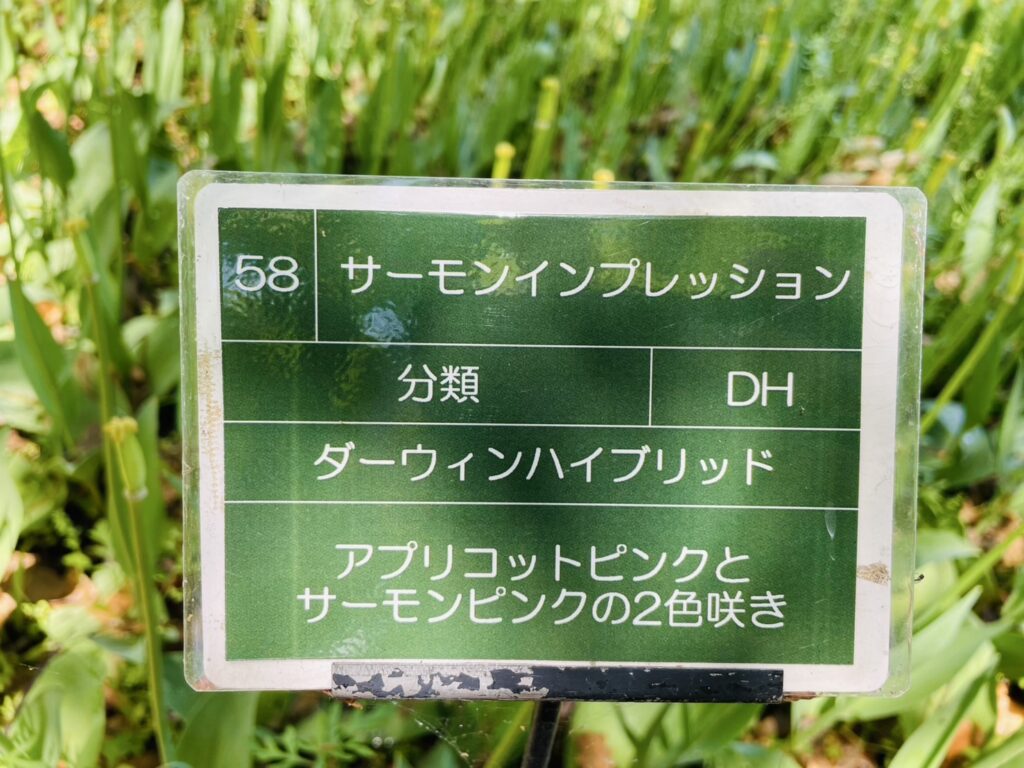 58 サーモンインプレッション
分類 DH
ダーウィンハイブリッド
アプリコットピンクと
サーモンピンクの2色咲き